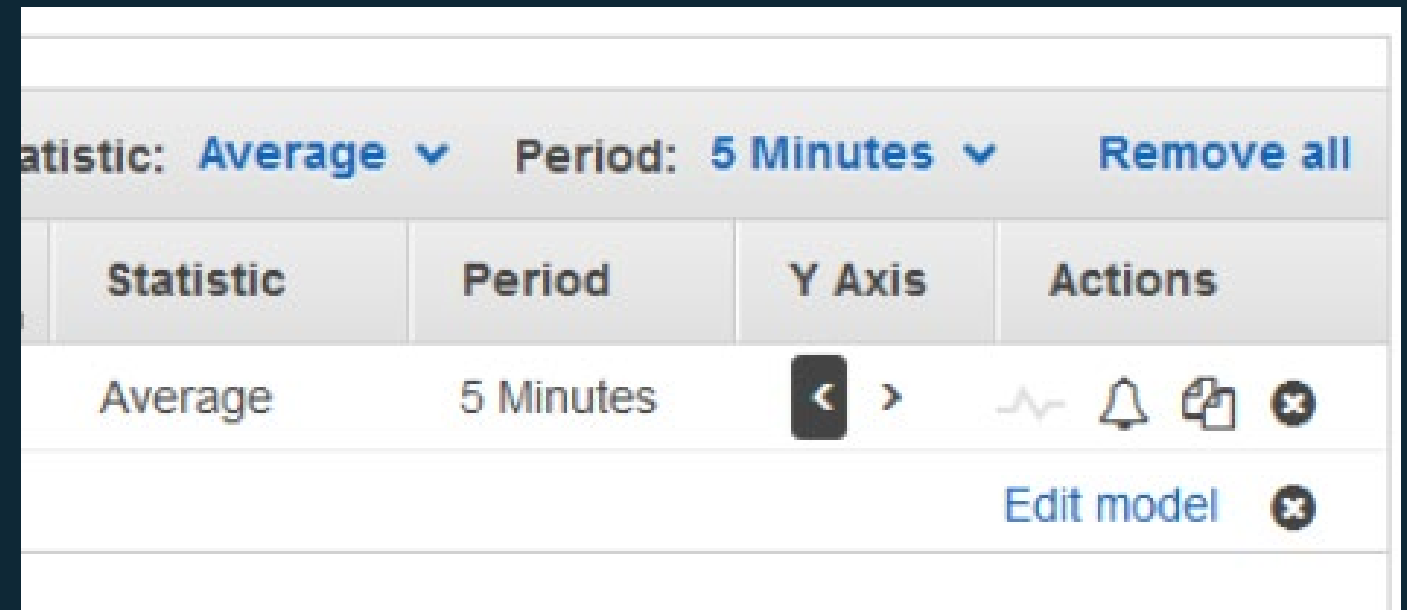 atistic: Average Period: 5 Minutes Remove all
Statistic Period Y Axis Actions
Average 5 Minutes
Edit model